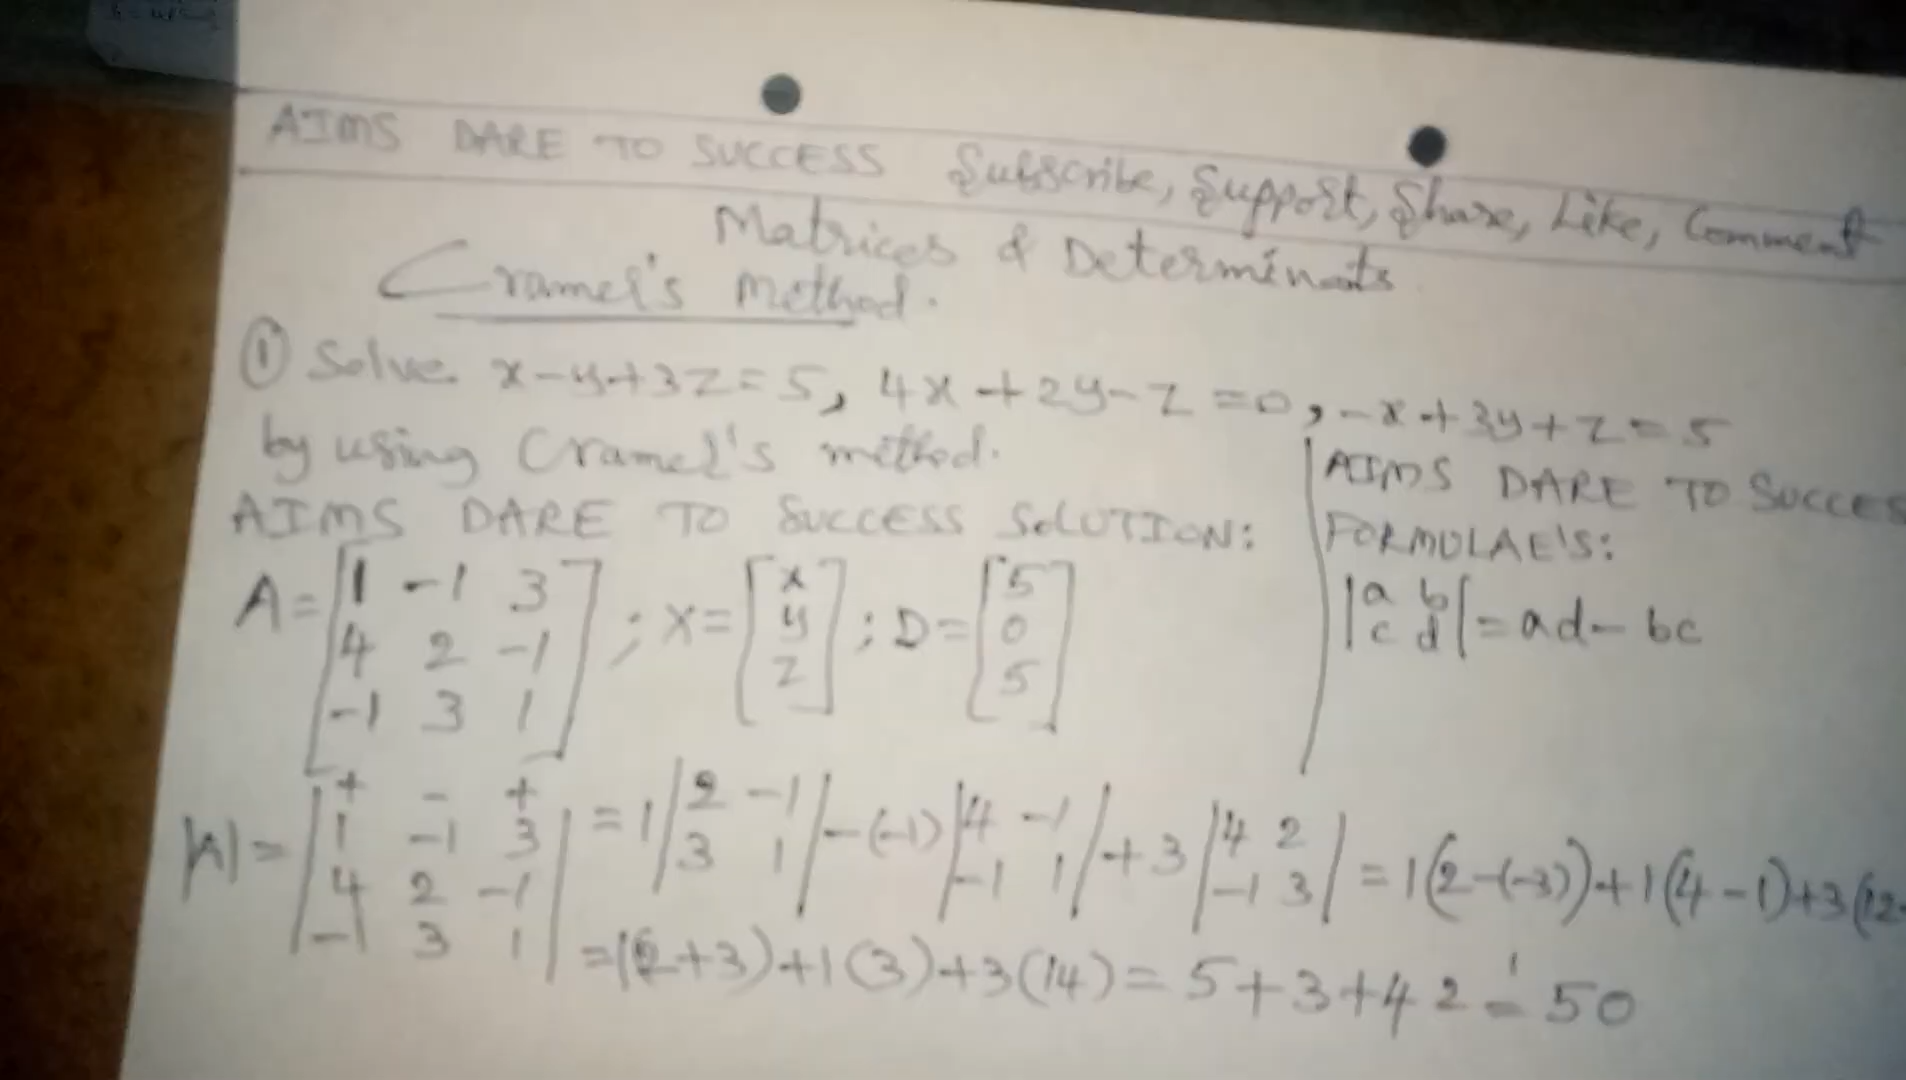 AIMS DARE TO SUCCESS Subscribe, Support, Share, Like, Comment
Matrices & Determinats
Cramer's Method.
① Solve x-y+3z=5, 4x+2y-z=0, -x+3y+z=5
by using Cramer's method.
AIMS DARE TO SUCCESS SOLUTION:
A=[1 -1 3; X=[x; D=[5
4 2 -1 y 0
-1 3 1] z] 5]
AIMS DARE TO SUCCES
FORMULAE'S:
|a b
c d|=ad-bc
+ - +
|A|=|1 -1 3 =1|2 -1 -(-1)|4 -1 +3|4 2 =1(2-(-3))+1(4-1)+3(12-
4 2 -1 3 1| -1 1| -1 3|
-1 3 1|
=1(2+3)+1(3)+3(14)=5+3+42=50